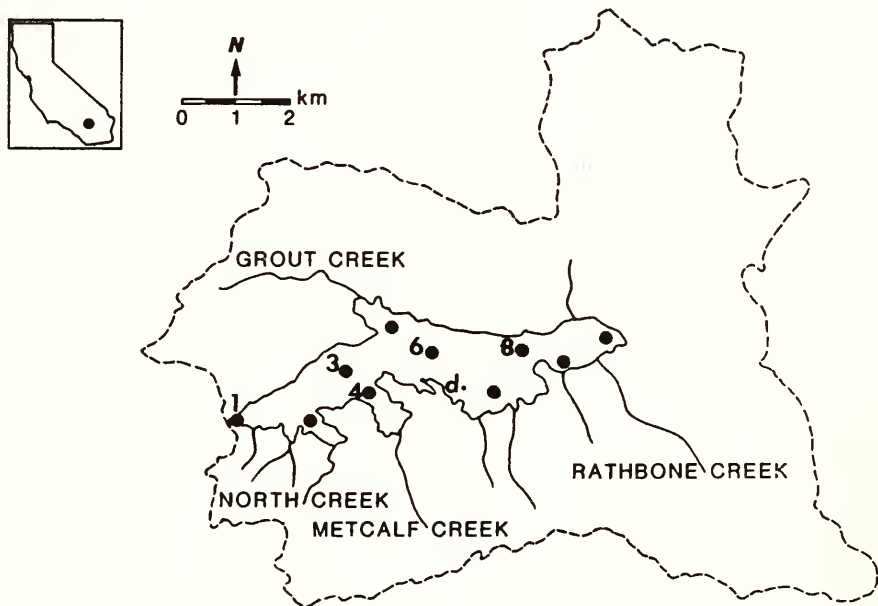 N
km
0 1 2
GROUT CREEK
6
8
3
d.
4
1
RATHBONE CREEK
NORTH CREEK
METCALF CREEK